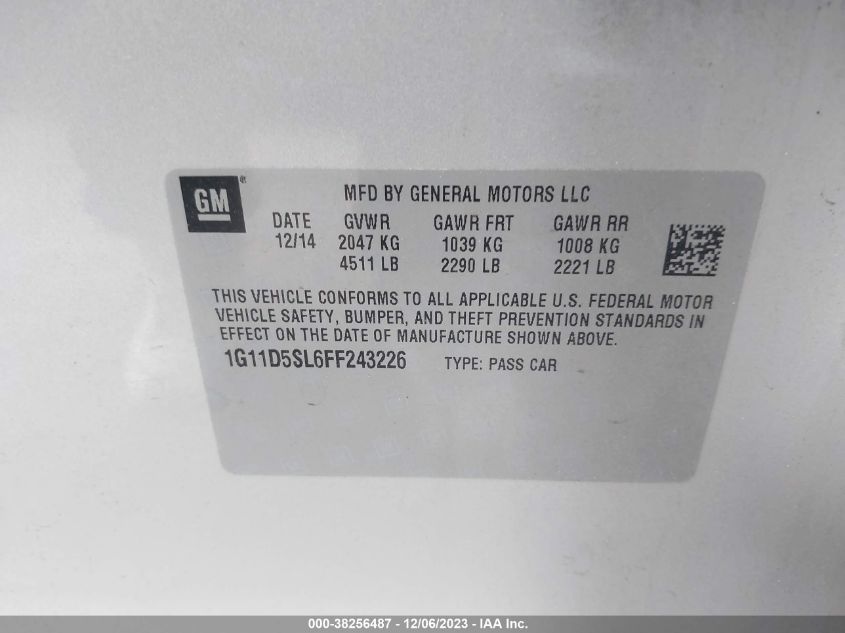 GM®
MFD BY GENERAL MOTORS LLC
DATE GVWR GAWR FRT GAWR RR
12/14 2047 KG 1039 KG 1008 KG
4511 LB 2290 LB 2221 LB
THIS VEHICLE CONFORMS TO ALL APPLICABLE U.S. FEDERAL MOTOR
VEHICLE SAFETY, BUMPER, AND THEFT PREVENTION STANDARDS IN
EFFECT ON THE DATE OF MANUFACTURE SHOWN ABOVE.
1G11D5SL6FF243226 TYPE: PASS CAR
000-38256487 - 12/06/2023 - IAA Inc.